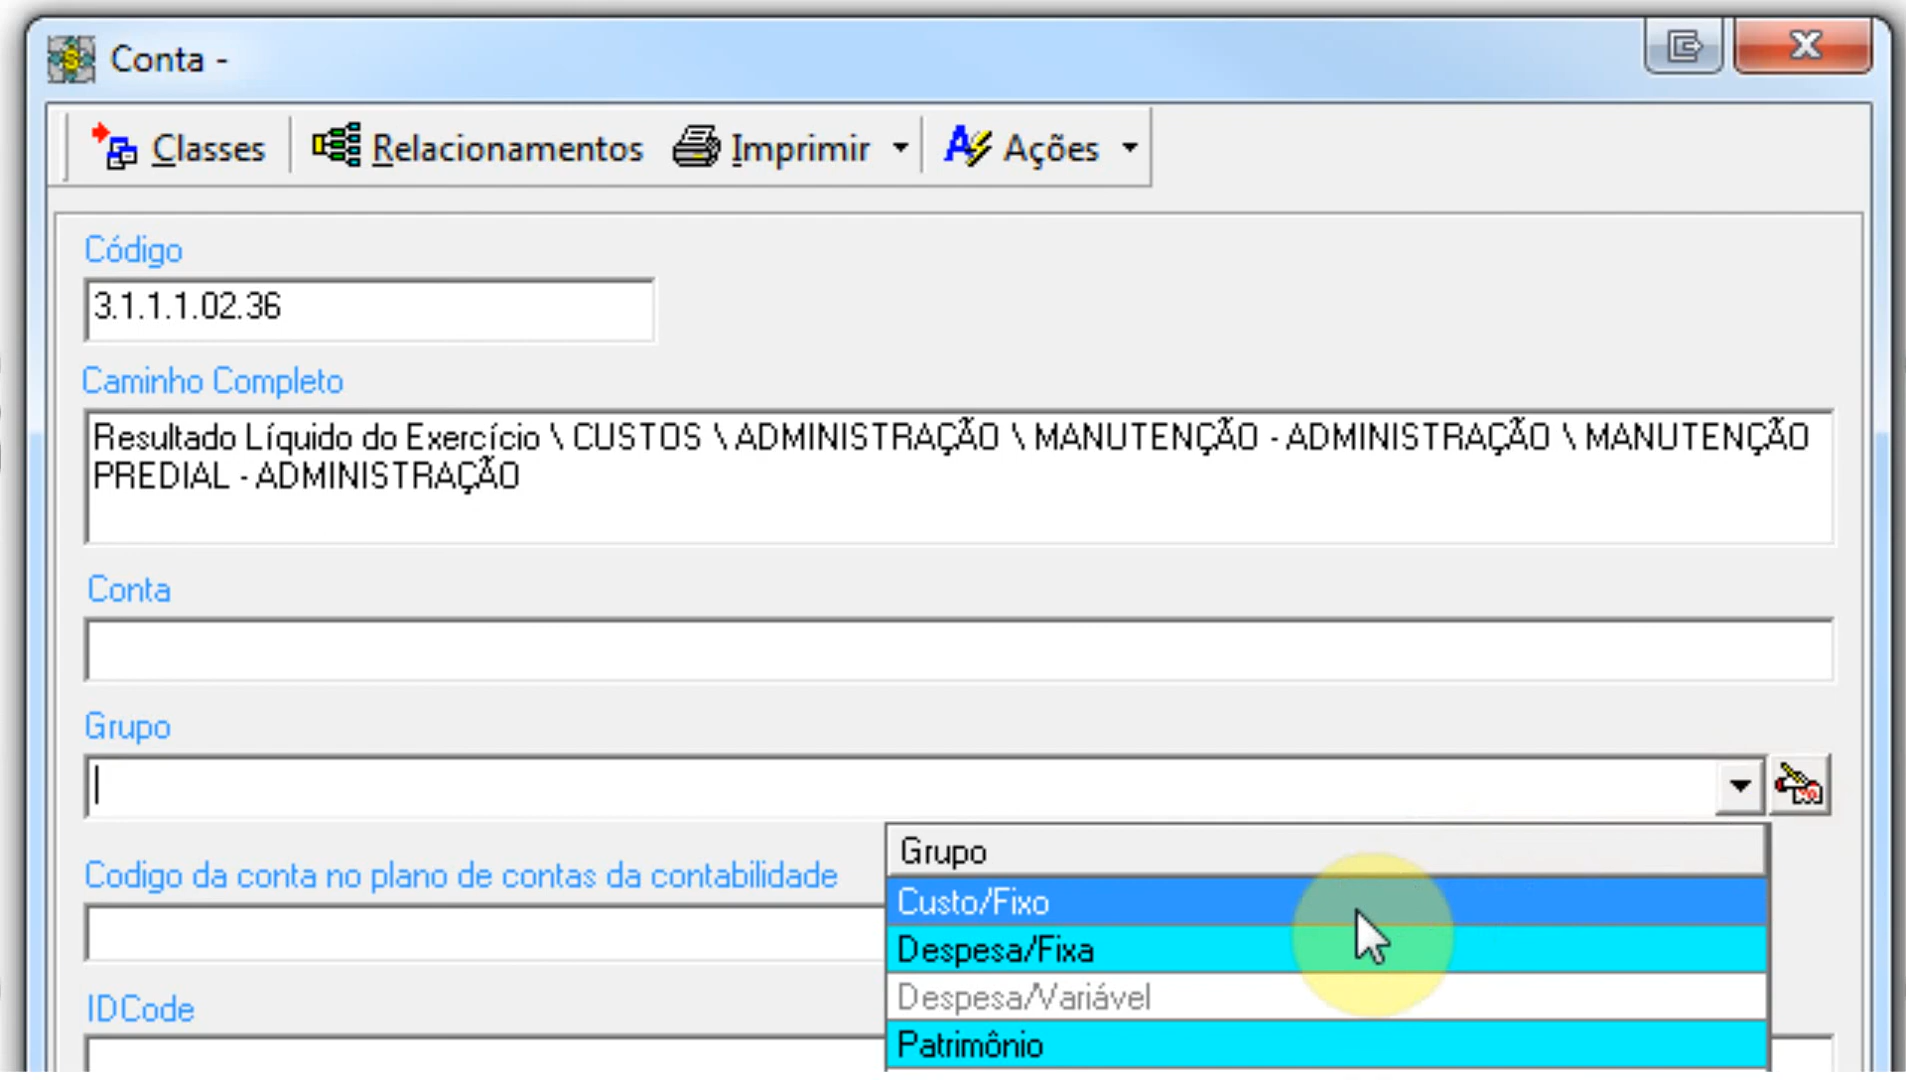 Conta -
Classes Relacionamentos Imprimir Ações
Código
3.1.1.1.02.36
Caminho Completo
Resultado Líquido do Exercício \ CUSTOS \ ADMINISTRAÇÃO \ MANUTENÇÃO - ADMINISTRAÇÃO \ MANUTENÇÃO
PREDIAL - ADMINISTRAÇÃO
Conta
Grupo
Codigo da conta no plano de contas da contabilidade
IDCode
Grupo
Custo/Fixo
Despesa/Fixa
Despesa/Variável
Patrimônio